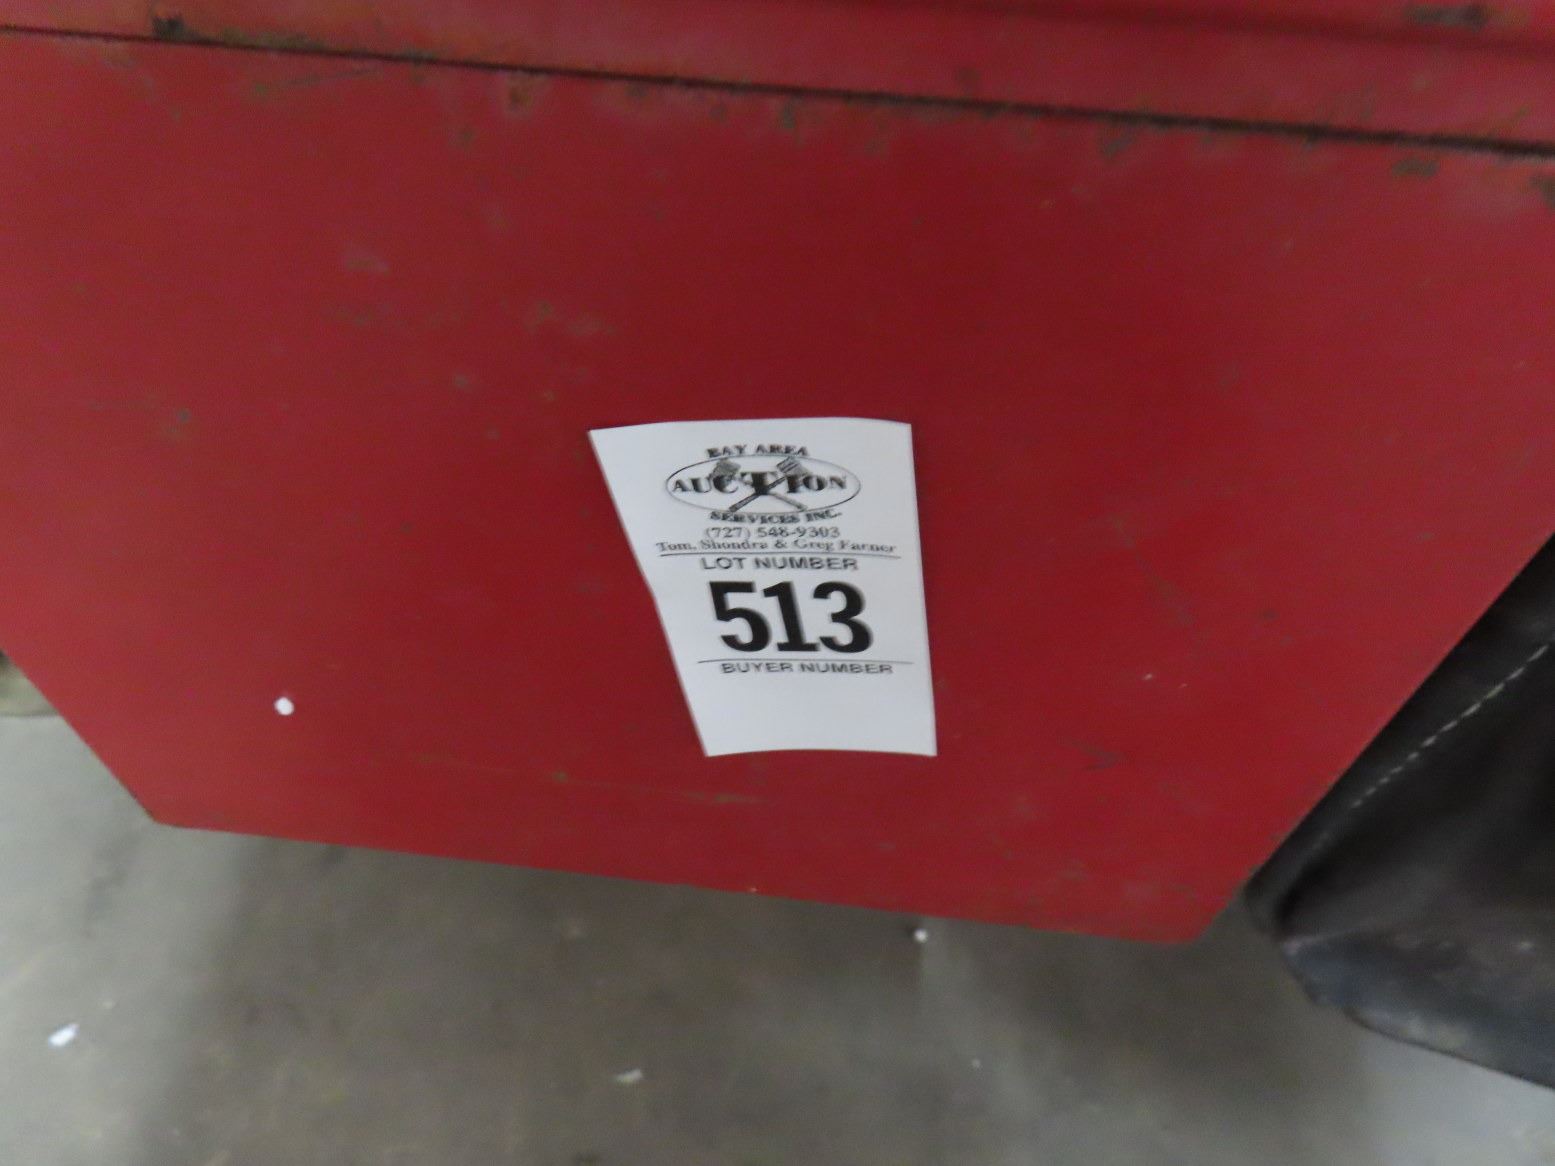 BAY AREA
AUCTION
SERVICES INC.
(727) 548-9303
Tom, Shondra & Greg Farner
LOT NUMBER
513
BUYER NUMBER